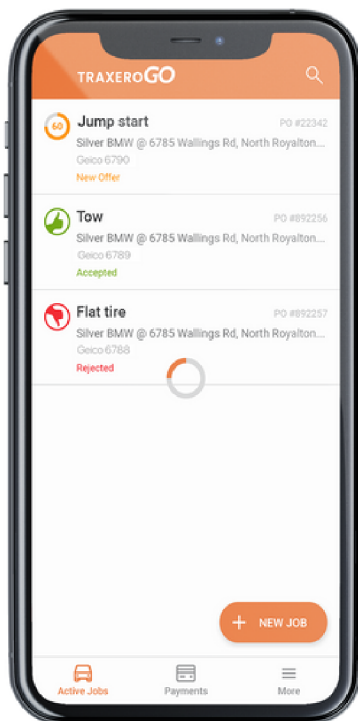 TRAXEROGO
60
Jump start
PO #22342
Silver BMW @ 6785 Wallings Rd, North Royalton...
Geico 6790
New Offer
Tow
PO #892256
Silver BMW @ 6785 Wallings Rd, North Royalton...
Geico 6789
Accepted
Flat tire
PO #892257
Silver BMW @ 6785 Wallings Rd, North Royalton...
Geico 6788
Rejected
+ NEW JOB
Active Jobs
Payments
More